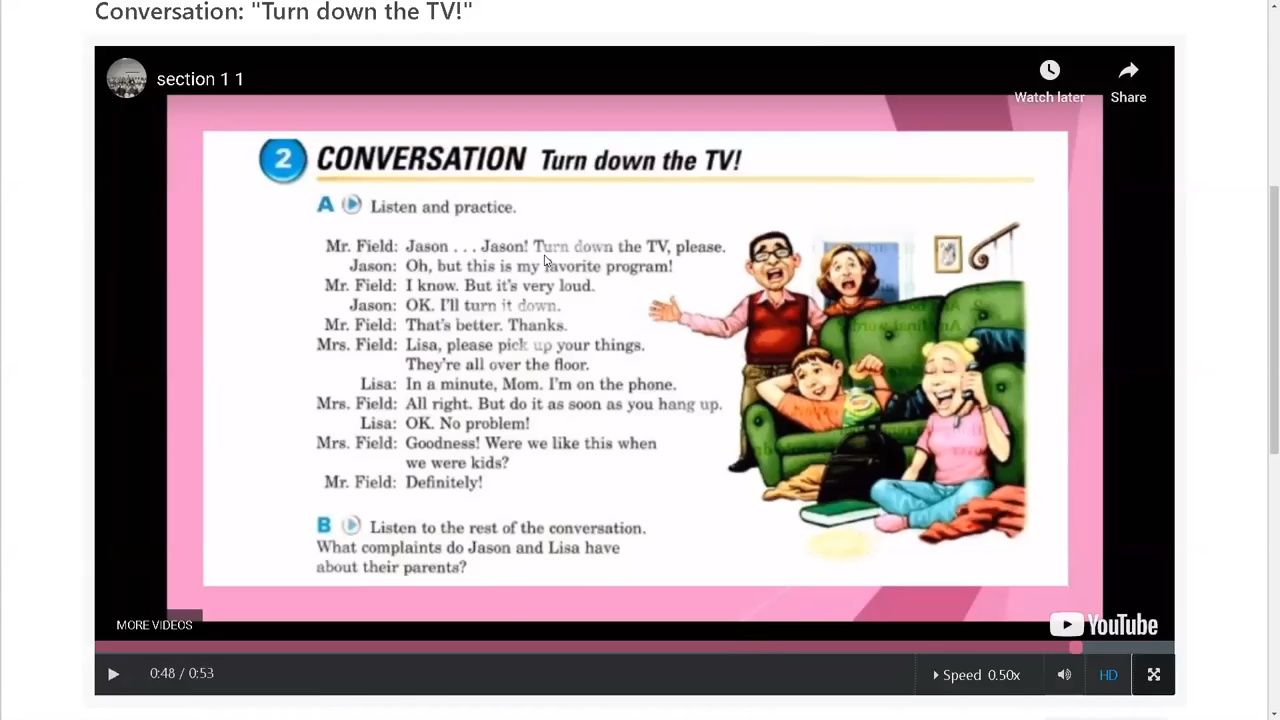 Conversation: "Turn down the TV!"
section 1 1
Watch later
Share
2 CONVERSATION Turn down the TV!
A Listen and practice.
Mr. Field: Jason . . . Jason! Turn down the TV, please.
Jason: Oh, but this is my favorite program!
Mr. Field: I know. But it's very loud.
Jason: OK. I'll turn it down.
Mr. Field: That's better. Thanks.
Mrs. Field: Lisa, please pick up your things.
They're all over the floor.
Lisa: In a minute, Mom. I'm on the phone.
Mrs. Field: All right. But do it as soon as you hang up.
Lisa: OK. No problem!
Mrs. Field: Goodness! Were we like this when
we were kids?
Mr. Field: Definitely!
B Listen to the rest of the conversation.
What complaints do Jason and Lisa have
about their parents?
MORE VIDEOS
YouTube
0:48 / 0:53
Speed 0.50x
HD